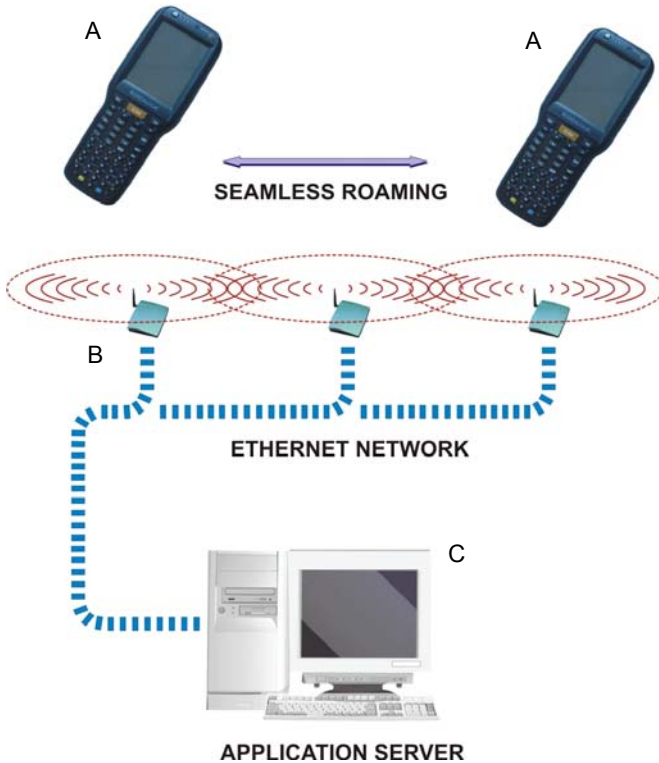 A
A
SEAMLESS ROAMING
B
ETHERNET NETWORK
C
APPLICATION SERVER